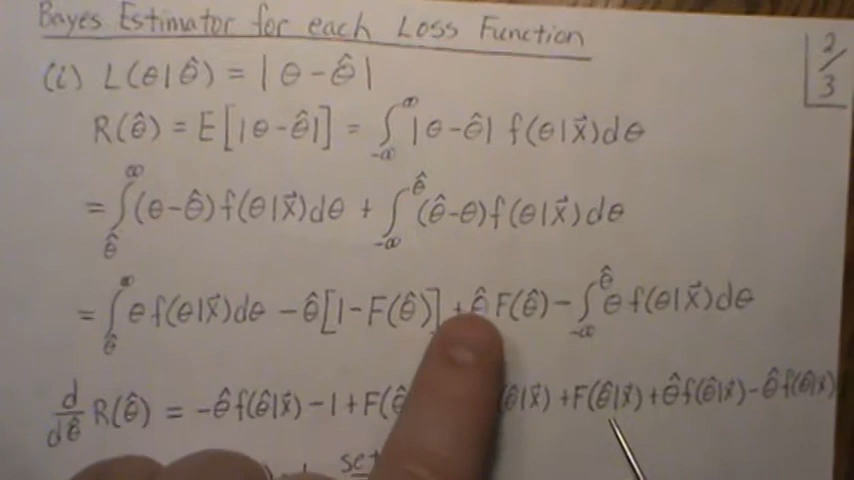 Bayes Estimator for each Loss Function
2/3
(i) L(θ|θ̂) = |θ - θ̂|
R(θ̂) = E[|θ-θ̂|] = ∫_{-∞}^{∞} |θ-θ̂| f(θ|x⃗)dθ
= ∫_{θ̂}^{∞} (θ-θ̂)f(θ|x⃗)dθ + ∫_{-∞}^{θ̂} (θ̂-θ)f(θ|x⃗)dθ
= ∫_{θ̂}^{∞} θ f(θ|x⃗)dθ - θ̂[1-F(θ̂)] + θ̂ F(θ̂) - ∫_{-∞}^{θ̂} θ f(θ|x⃗)dθ
d/dθ̂ R(θ̂) = -θ̂f(θ̂|x⃗) - 1 + F(θ̂ (θ̂|x⃗) + F(θ̂|x⃗) + θ̂f(θ̂|x⃗) - θ̂f(θ̂|x⃗)
set